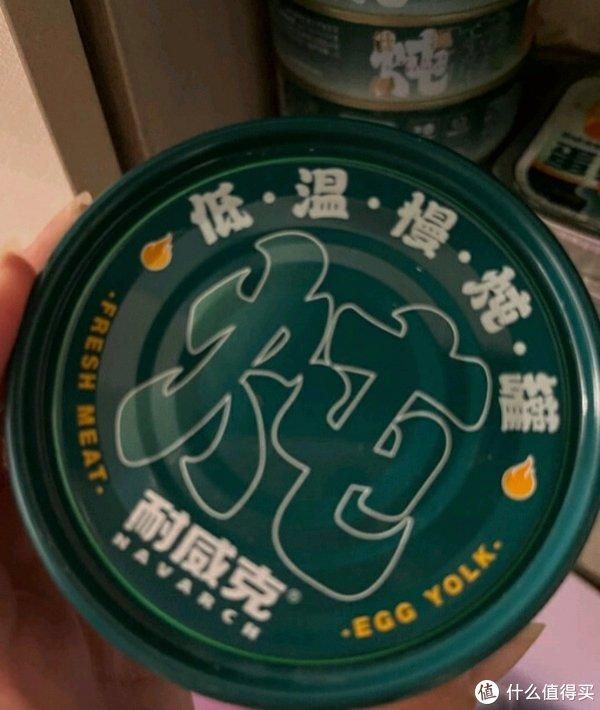 低·温·慢·炖·罐
炖
·FRESH MEAT·
耐威克®
NAVARCH
·EGG YOLK·
炖
值 什么值得买